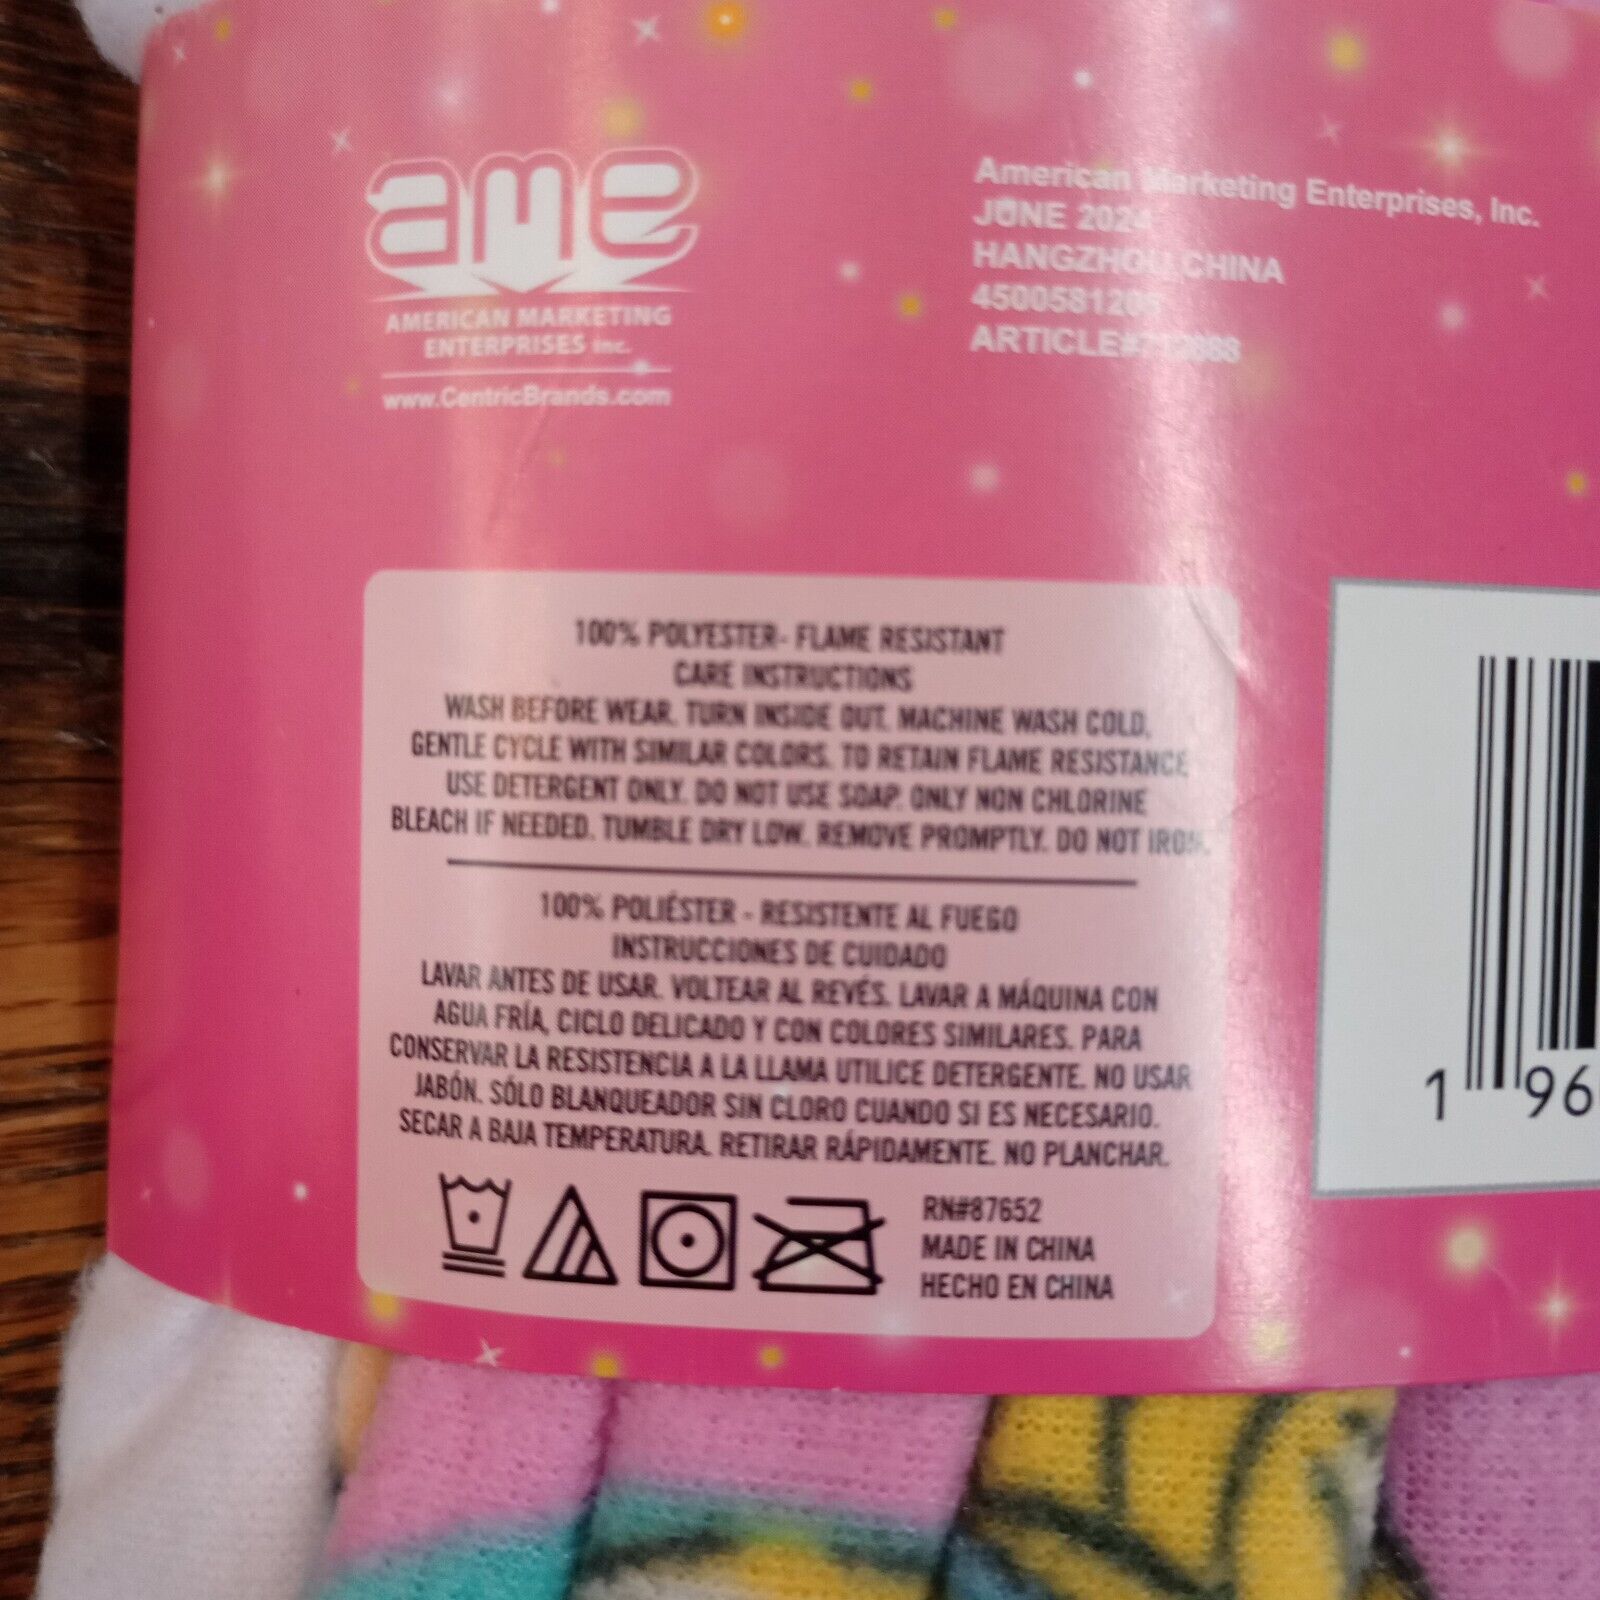 ame
AMERICAN MARKETING
ENTERPRISES Inc.
www.CentricBrands.com
American Marketing Enterprises, Inc.
JUNE 2024
HANGZHOU, CHINA
100% POLYESTER- FLAME RESISTANT
CARE INSTRUCTIONS
WASH BEFORE WEAR. TURN INSIDE OUT. MACHINE WASH COLD,
GENTLE CYCLE WITH SIMILAR COLORS. TO RETAIN FLAME RESISTANCE
USE DETERGENT ONLY. DO NOT USE SOAP. ONLY NON CHLORINE
BLEACH IF NEEDED. TUMBLE DRY LOW. REMOVE PROMPTLY. DO NOT IRON.
100% POLIÉSTER - RESISTENTE AL FUEGO
INSTRUCCIONES DE CUIDADO
LAVAR ANTES DE USAR. VOLTEAR AL REVÉS. LAVAR A MÁQUINA CON
AGUA FRÍA, CICLO DELICADO Y CON COLORES SIMILARES. PARA
CONSERVAR LA RESISTENCIA A LA LLAMA UTILICE DETERGENTE. NO USAR
JABÓN. SÓLO BLANQUEADOR SIN CLORO CUANDO SI ES NECESARIO.
SECAR A BAJA TEMPERATURA. RETIRAR RÁPIDAMENTE. NO PLANCHAR.
RN#87652
MADE IN CHINA
HECHO EN CHINA
1 96